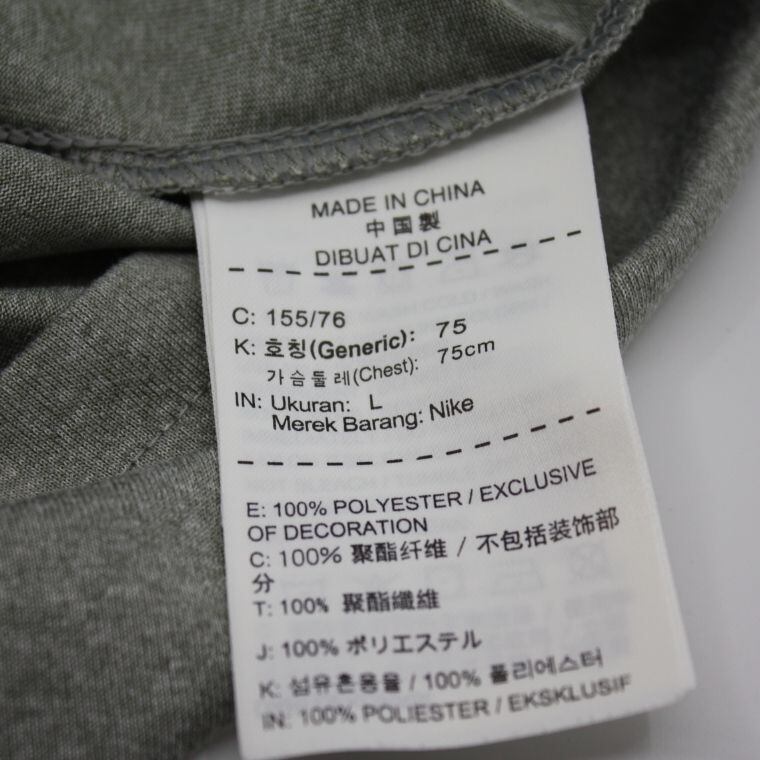 MADE IN CHINA
中国製
DIBUAT DI CINA
C: 155/76
K: 호칭(Generic): 75
가슴둘레(Chest): 75cm
IN: Ukuran: L
Merek Barang: Nike
E: 100% POLYESTER / EXCLUSIVE
OF DECORATION
C: 100% 聚酯纤维 / 不包括装饰部
分
T: 100% 聚酯纖維
J: 100% ポリエステル
K: 섬유혼용율 / 100% 폴리에스터
IN: 100% POLIESTER / EKSKLUSIF